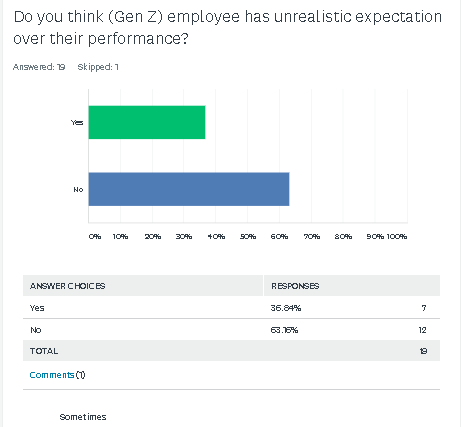 Do you think (Gen Z) employee has unrealistic expectation
over their performance?
Answered: 19 Skipped: 1
Yes
No
0% 10% 20% 30% 40% 50% 60% 70% 80% 90% 100%
ANSWER CHOICES RESPONSES
Yes 36.84% 7
No 63.16% 12
TOTAL 19
Comments (1)
Sometimes